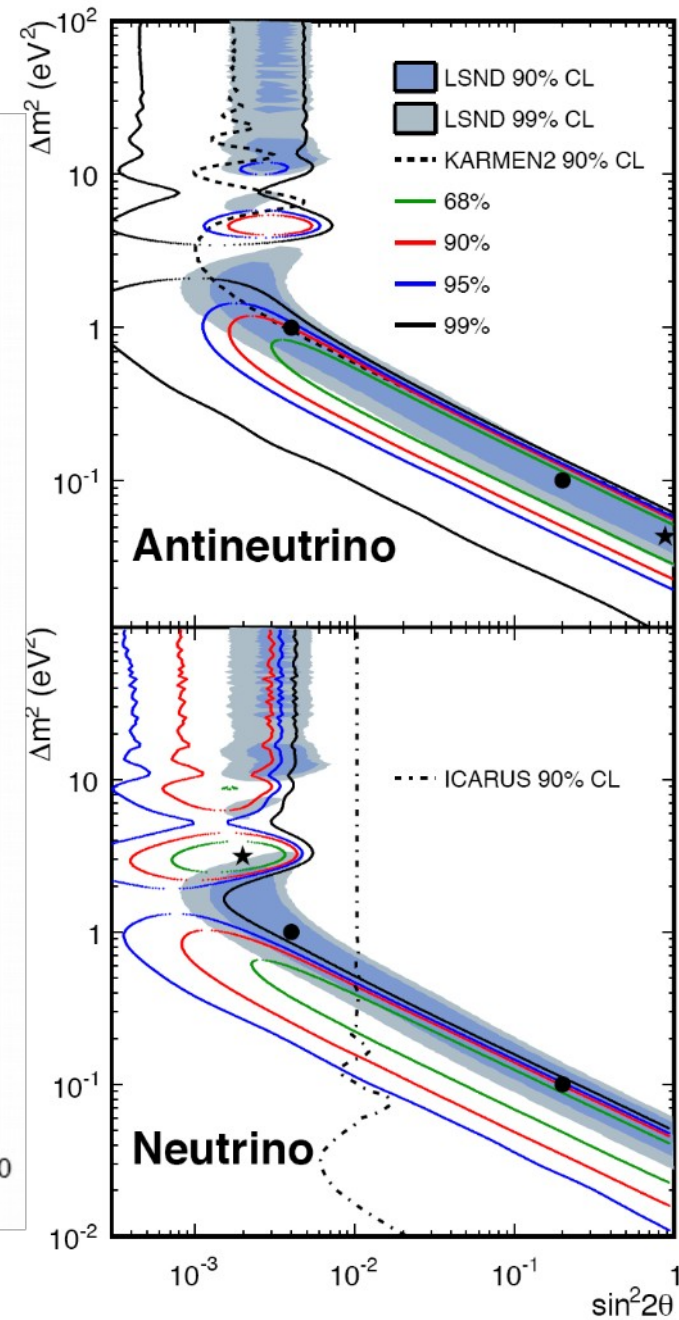 10²
Δm² (eV²)
LSND 90% CL
LSND 99% CL
KARMEN2 90% CL
68%
90%
95%
99%
10
1
10⁻¹
Antineutrino
Δm² (eV²)
10
ICARUS 90% CL
1
10⁻¹
Neutrino
0
10⁻²
10⁻³ 10⁻² 10⁻¹ 1
sin²2θ